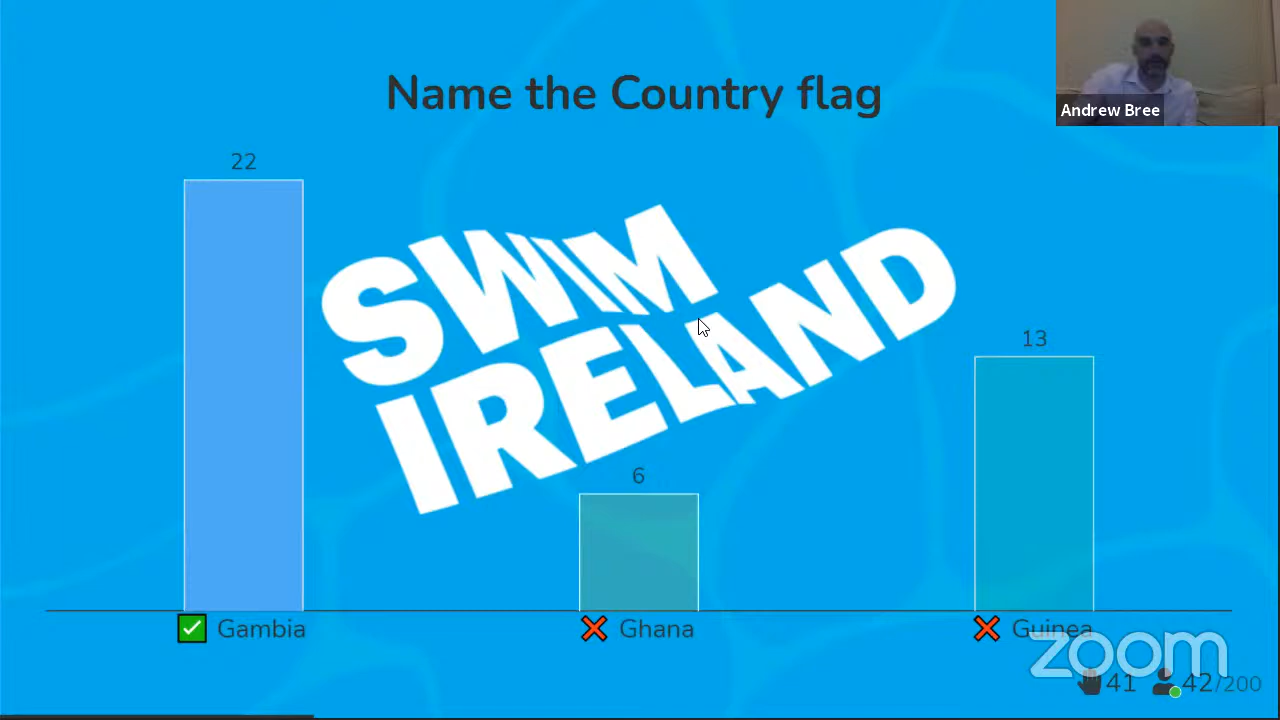 Name the Country flag
Andrew Bree
22
SWIM
IRELAND
13
6
Gambia
Ghana
Guinea
zoom
41
42/200